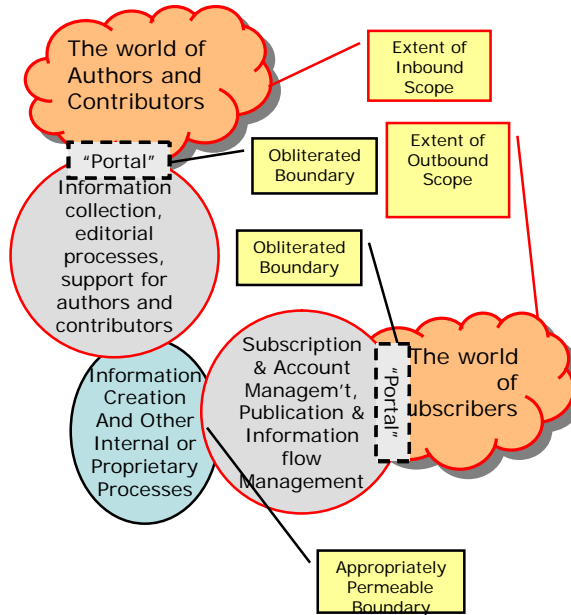 The world of
Authors and
Contributors
Extent of
Inbound
Scope
"Portal"
Obliterated
Boundary
Extent of
Outbound
Scope
Information
collection,
editorial
processes,
support for
authors and
contributors
Obliterated
Boundary
Information
Creation
And Other
Internal or
Proprietary
Processes
Subscription
& Account
Managem't,
Publication &
Information
flow
Management
"Portal"
The world
of
ubscribers
Appropriately
Permeable
Boundary